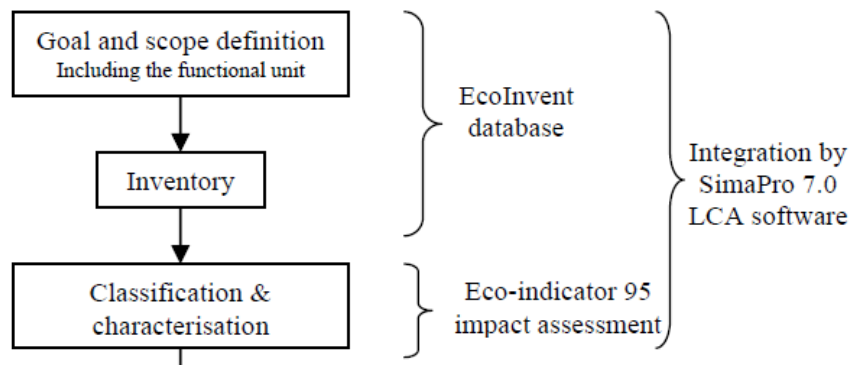 Goal and scope definition
Including the functional unit
EcoInvent
database
Inventory
Integration by
SimaPro 7.0
LCA software
Classification &
characterisation
Eco-indicator 95
impact assessment